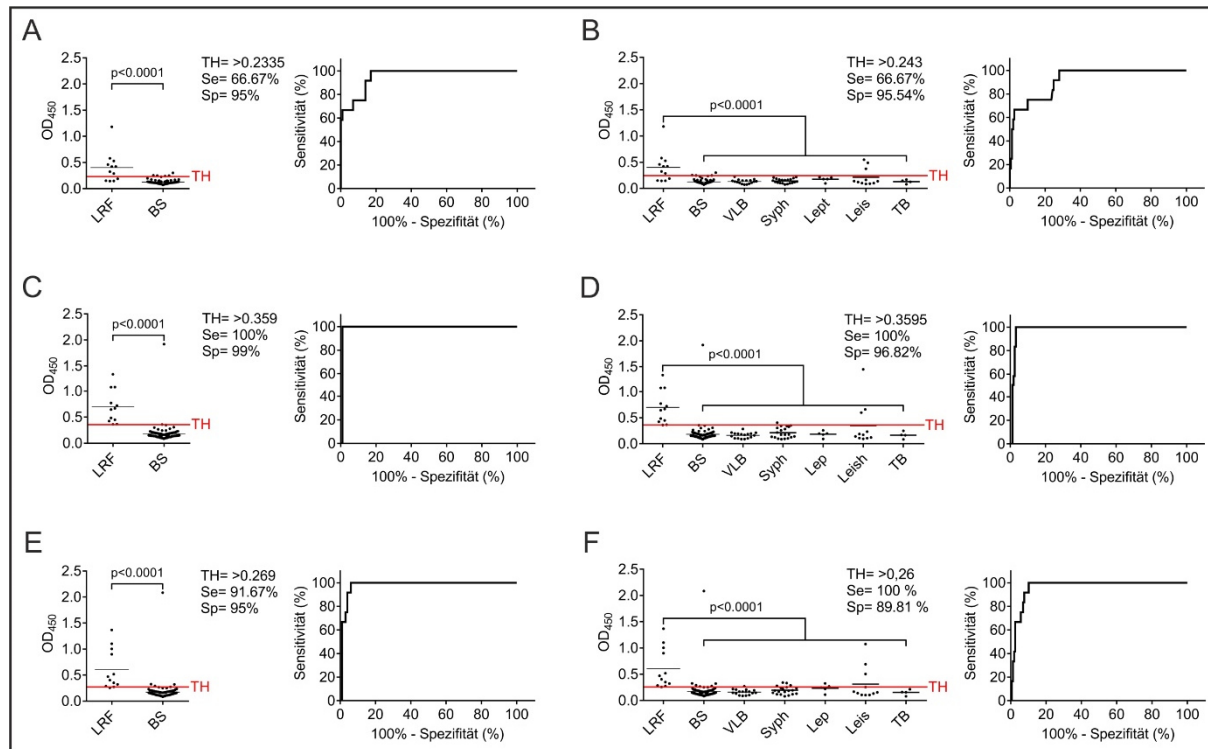 A
2.5
2.0
1.5
1.0
0.5
0.0
OD450
p<0.0001
TH= >0.2335
Se= 66.67%
Sp= 95%
TH
LRF
BS
Sensitivität (%)
100
80
60
40
20
0
0 20 40 60 80 100
100% - Spezifität (%)
B
2.5
2.0
1.5
1.0
0.5
0.0
OD450
p<0.0001
TH= >0.243
Se= 66.67%
Sp= 95.54%
TH
LRF
BS
VLB
Syph
Lept
Leis
TB
Sensitivität (%)
100
80
60
40
20
0
0 20 40 60 80 100
100% - Spezifität (%)
C
2.5
2.0
1.5
1.0
0.5
0.0
OD450
p<0.0001
TH= >0.359
Se= 100%
Sp= 99%
TH
LRF
BS
Sensitivität (%)
100
80
60
40
20
0
0 20 40 60 80 100
100% - Spezifität (%)
D
2.5
2.0
1.5
1.0
0.5
0.0
OD450
p<0.0001
TH= >0.3595
Se= 100%
Sp= 96.82%
TH
LRF
BS
VLB
Syph
Lep
Leish
TB
Sensitivität (%)
100
80
60
40
20
0
0 20 40 60 80 100
100% - Spezifität (%)
E
2.5
2.0
1.5
1.0
0.5
0.0
OD450
p<0.0001
TH= >0.269
Se= 91.67%
Sp= 95%
TH
LRF
BS
Sensitivität (%)
100
80
60
40
20
0
0 20 40 60 80 100
100% - Spezifität (%)
F
2.5
2.0
1.5
1.0
0.5
0.0
OD450
p<0.0001
TH= >0,26
Se= 100 %
Sp= 89.81 %
TH
LRF
BS
VLB
Syph
Lep
Leis
TB
Sensitivität (%)
100
80
60
40
20
0
0 20 40 60 80 100
100% - Spezifität (%)